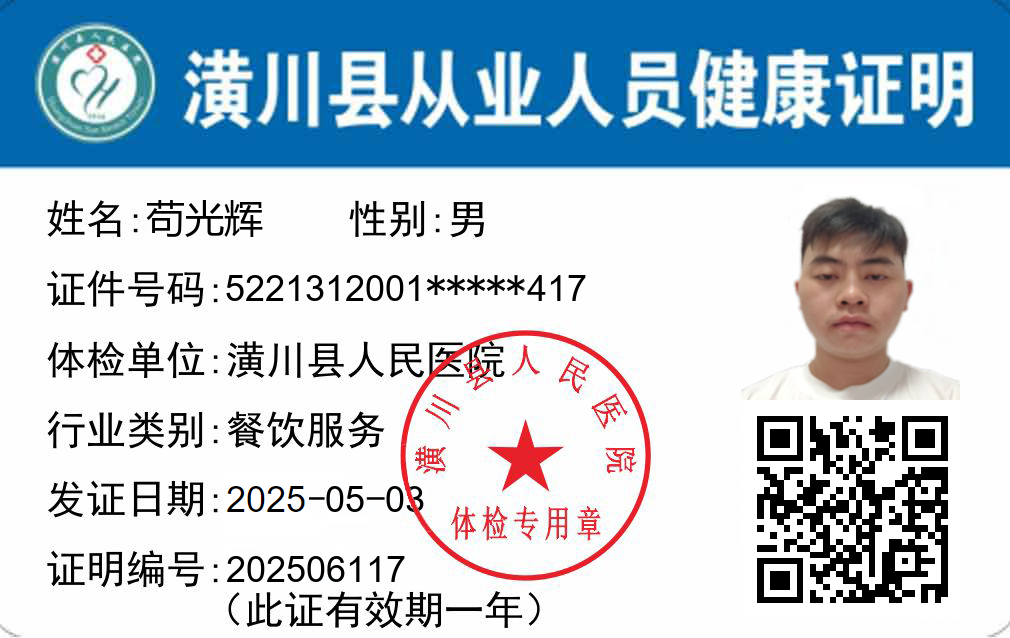 潢川县从业人员健康证明
姓名:苟光辉 性别:男
证件号码:5221312001*****417
体检单位:潢川县人民医院
行业类别:餐饮服务
发证日期:2025-05-03
证明编号:202506117
（此证有效期一年）
潢川县人民医院
体检专用章